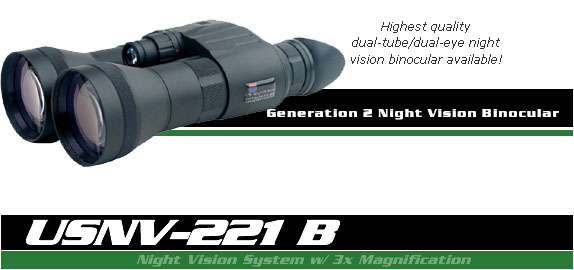 Highest quality
dual-tube/dual-eye night
vision binocular available!
Generation 2 Night Vision Binocular
USNV-221 B
Night Vision System w/ 3x Magnification